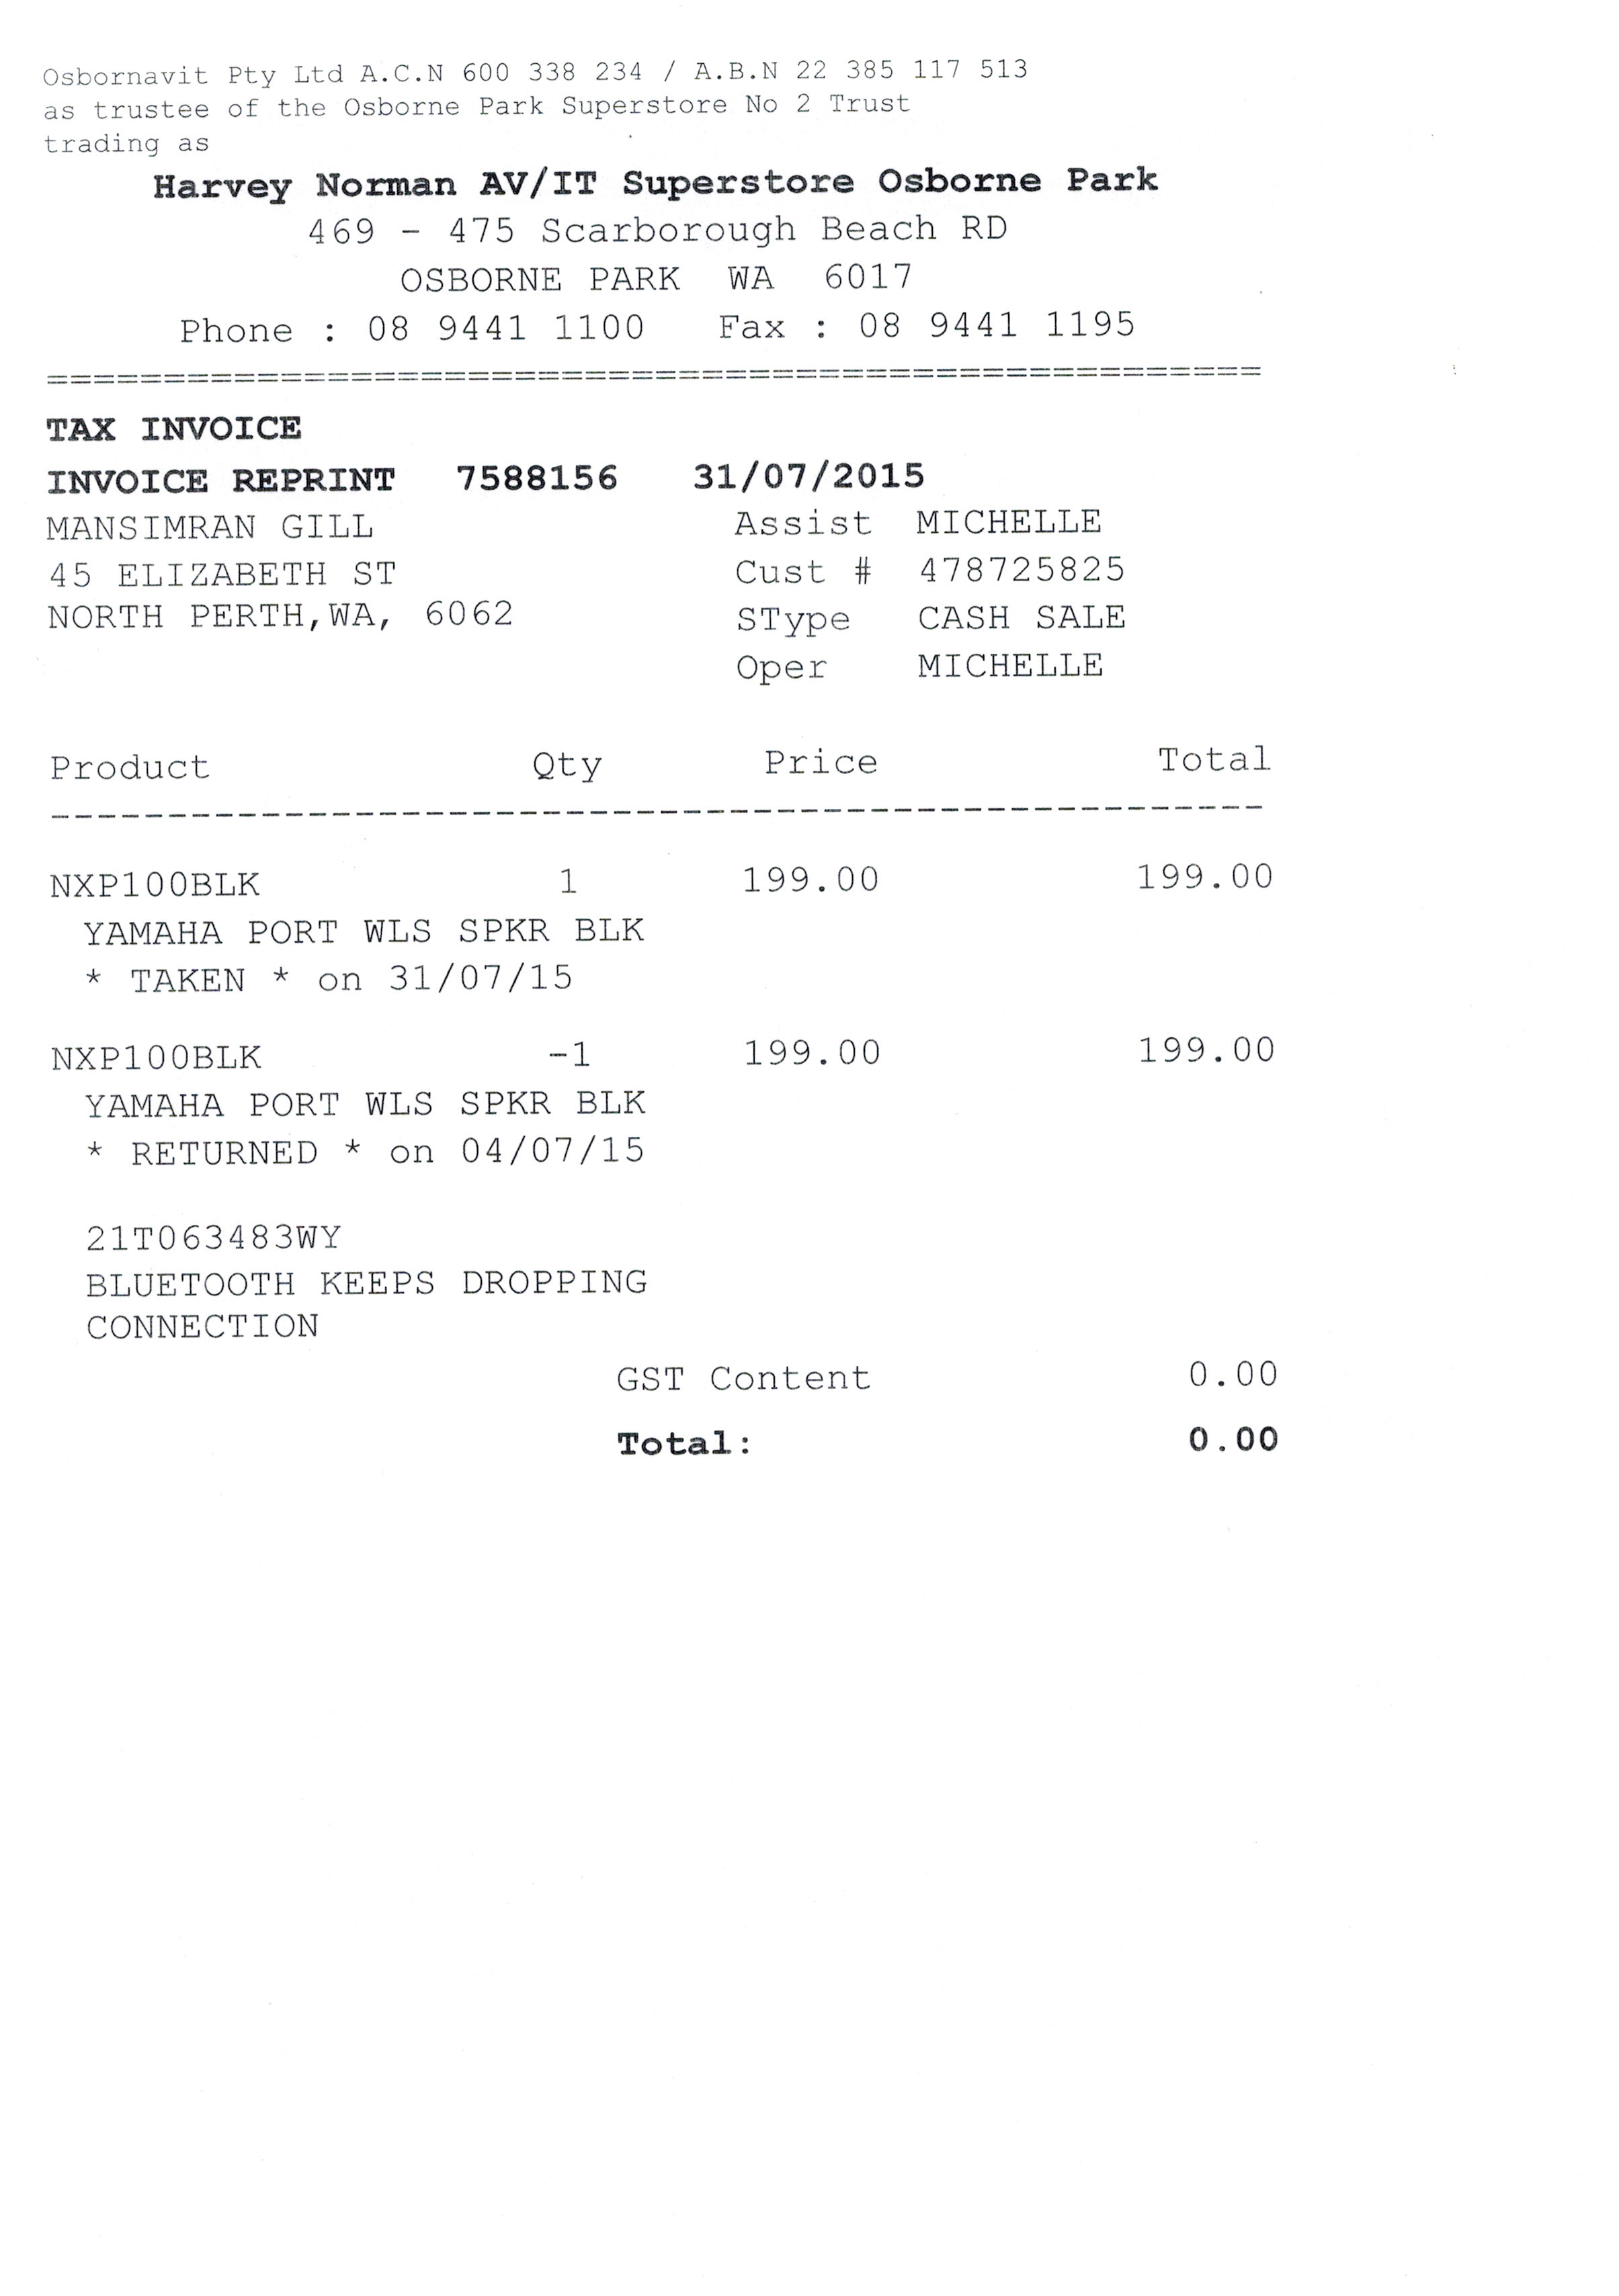 Osbornavit Pty Ltd A.C.N 600 338 234 / A.B.N 22 385 117 513
as trustee of the Osborne Park Superstore No 2 Trust
trading as
Harvey Norman AV/IT Superstore Osborne Park
469 - 475 Scarborough Beach RD
OSBORNE PARK WA 6017
Phone : 08 9441 1100 Fax : 08 9441 1195
====================================================
TAX INVOICE
INVOICE REPRINT 7588156 31/07/2015
MANSIMRAN GILL Assist MICHELLE
45 ELIZABETH ST Cust # 478725825
NORTH PERTH,WA, 6062 SType CASH SALE
Oper MICHELLE
Product Qty Price Total
----------------------------------------------------
NXP100BLK 1 199.00 199.00
YAMAHA PORT WLS SPKR BLK
* TAKEN * on 31/07/15
NXP100BLK -1 199.00 199.00
YAMAHA PORT WLS SPKR BLK
* RETURNED * on 04/07/15
21T063483WY
BLUETOOTH KEEPS DROPPING
CONNECTION
GST Content 0.00
Total: 0.00